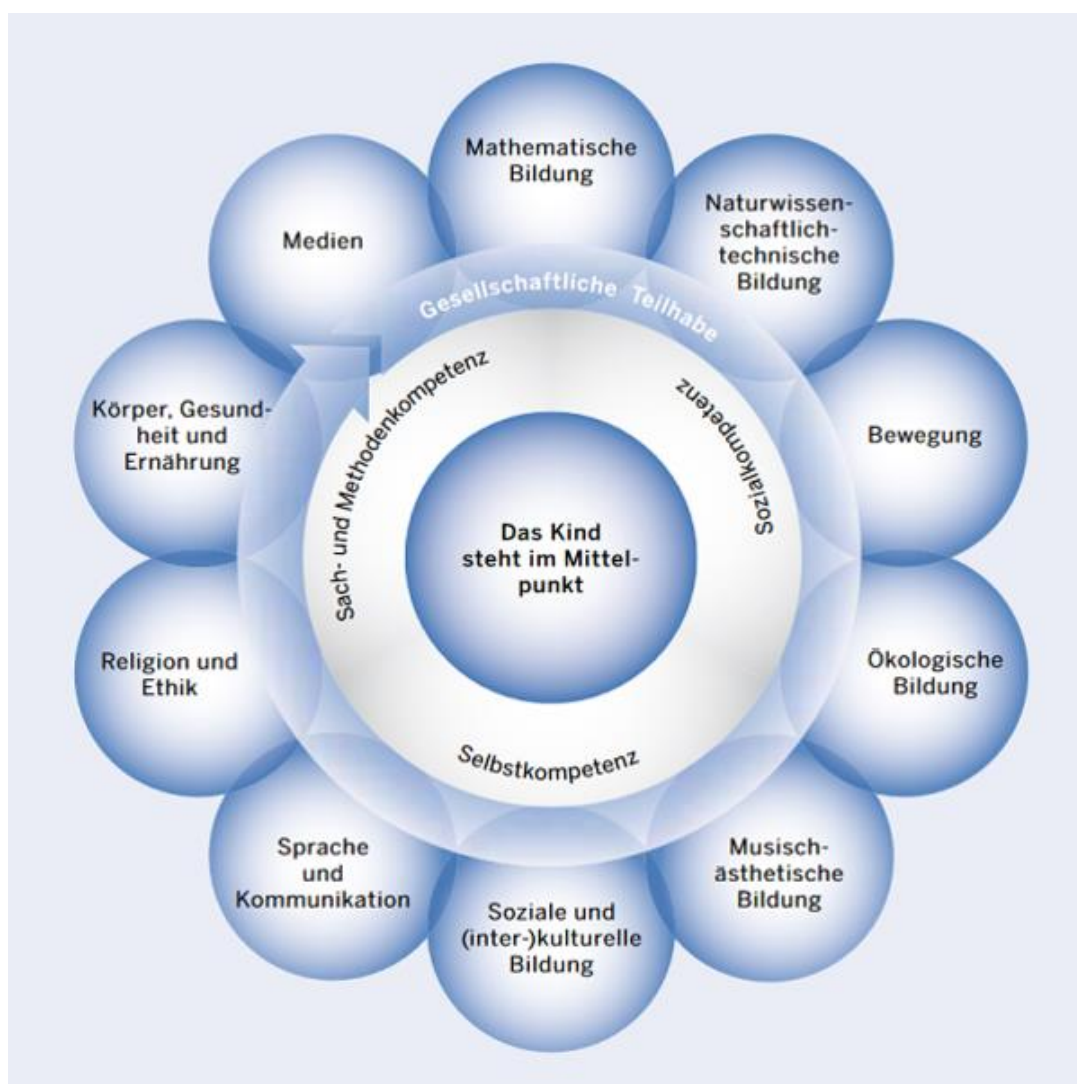 Mathematische
Bildung
Naturwissen-
schaftlich-
technische
Bildung
Bewegung
Ökologische
Bildung
Musisch-
ästhetische
Bildung
Soziale und
(inter-)kulturelle
Bildung
Sprache
und
Kommunikation
Religion und
Ethik
Körper, Gesund-
heit und
Ernährung
Medien
Gesellschaftliche Teilhabe
Sach- und Methodenkompetenz
Sozialkompetenz
Selbstkompetenz
Das Kind
steht im Mittel-
punkt